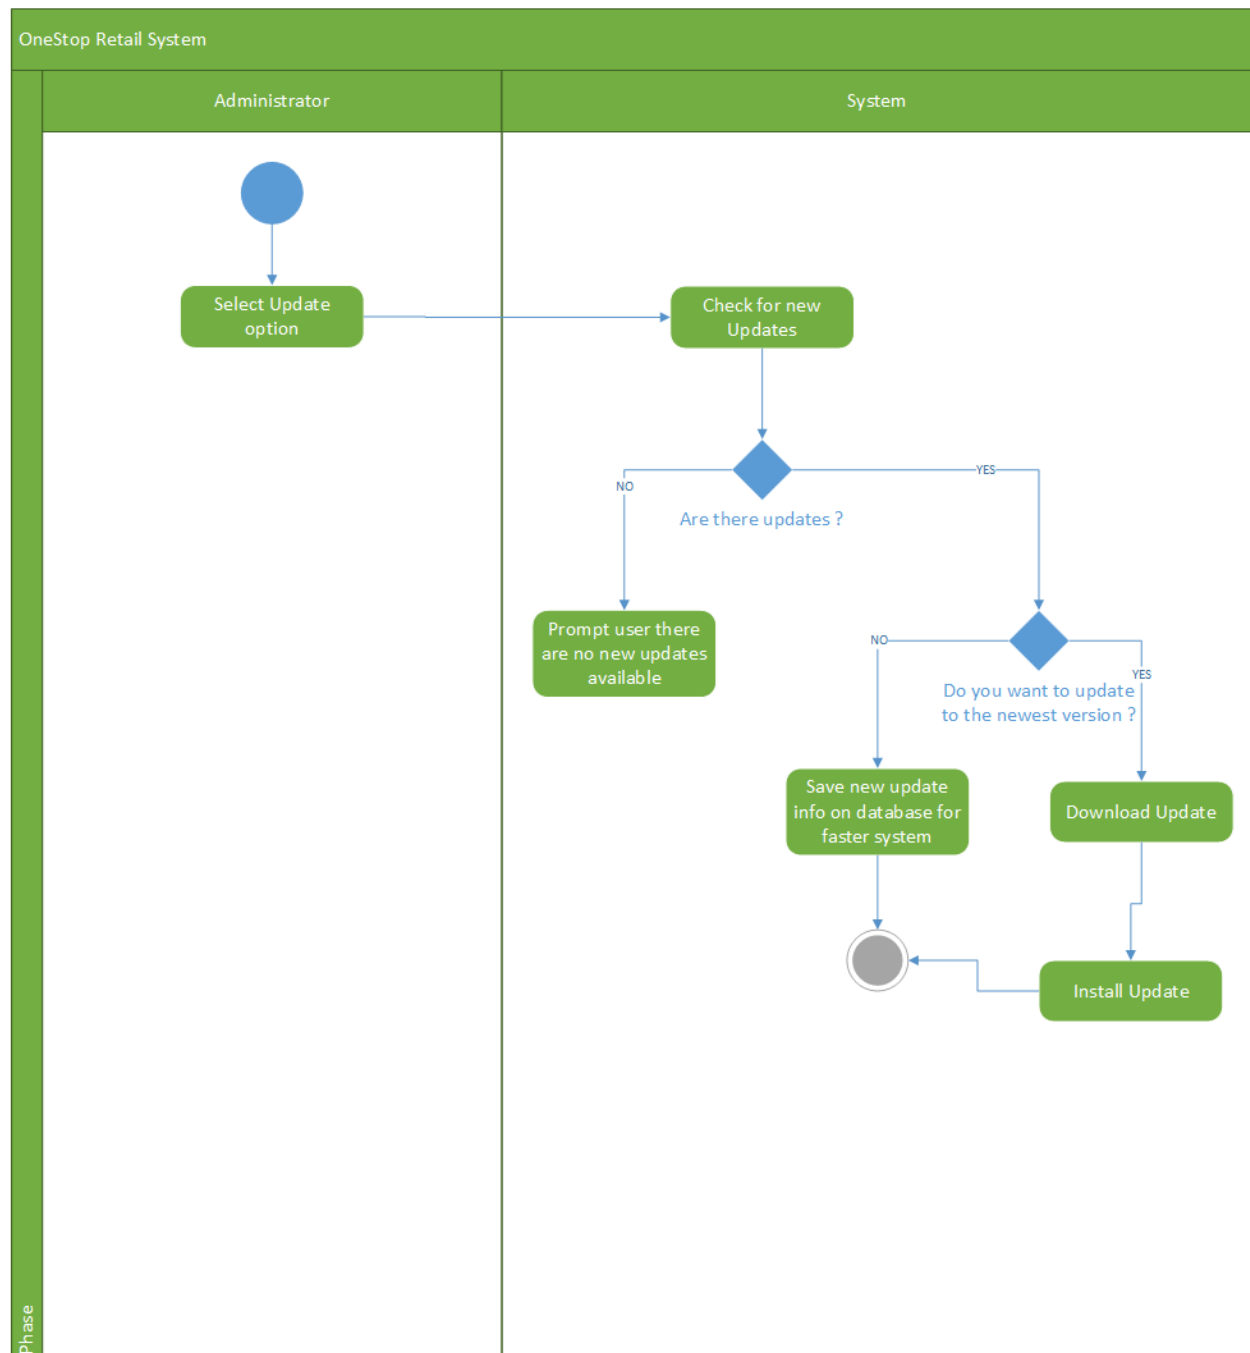 OneStop Retail System
Administrator
System
Select Update
option
Check for new
Updates
NO
YES
Are there updates ?
Prompt user there
are no new updates
available
NO
YES
Do you want to update
to the newest version ?
Save new update
info on database for
faster system
Download Update
Install Update
Phase